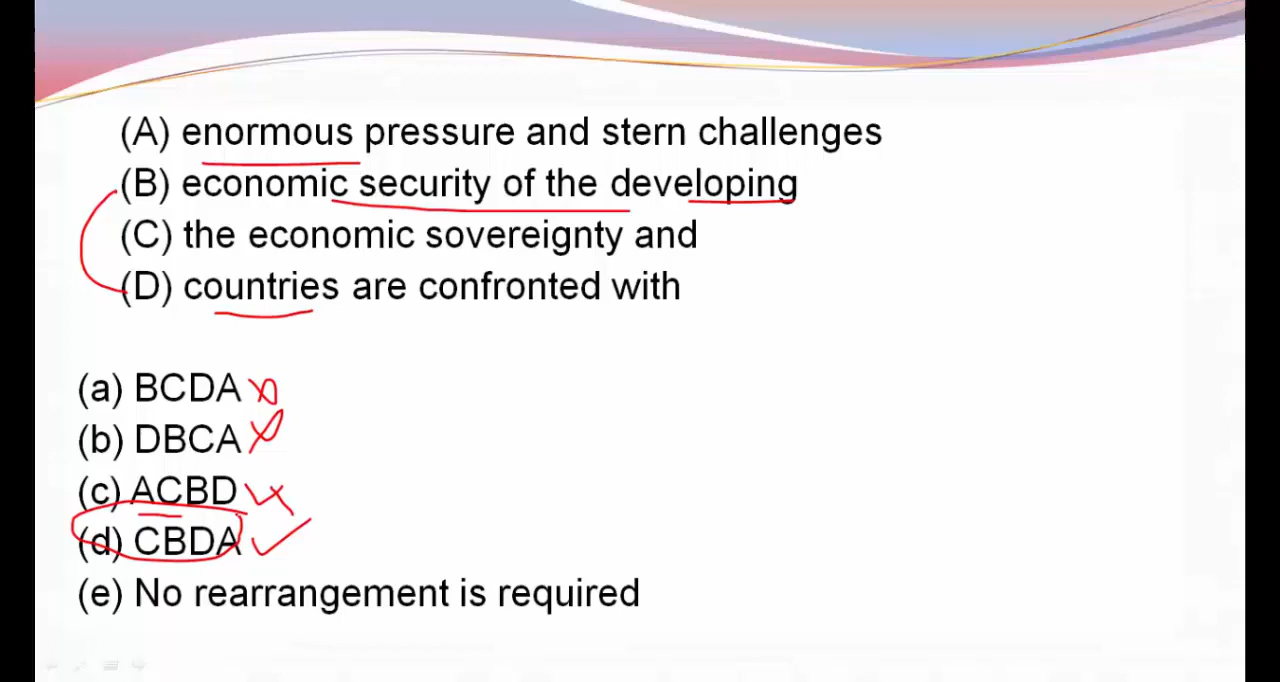 (A) enormous pressure and stern challenges
(B) economic security of the developing
(C) the economic sovereignty and
(D) countries are confronted with
(a) BCDA
(b) DBCA
(c) ACBD
(d) CBDA
(e) No rearrangement is required